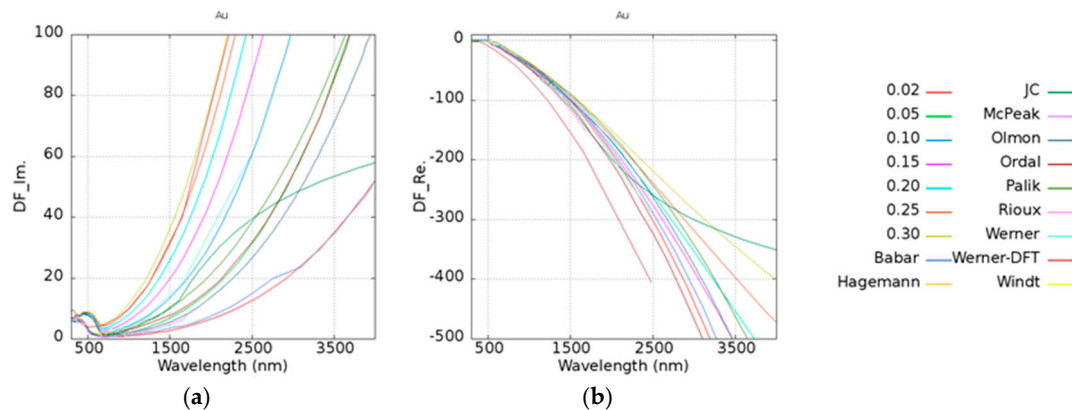 Au
100
80
60
40
20
0
DF_Im.
500 1500 2500 3500
Wavelength (nm)
(a)
Au
0
-100
-200
-300
-400
-500
DF_Re.
500 1500 2500 3500
Wavelength (nm)
(b)
0.02 JC
0.05 McPeak
0.10 Olmon
0.15 Ordal
0.20 Palik
0.25 Rioux
0.30 Werner
Babar Werner-DFT
Hagemann Windt